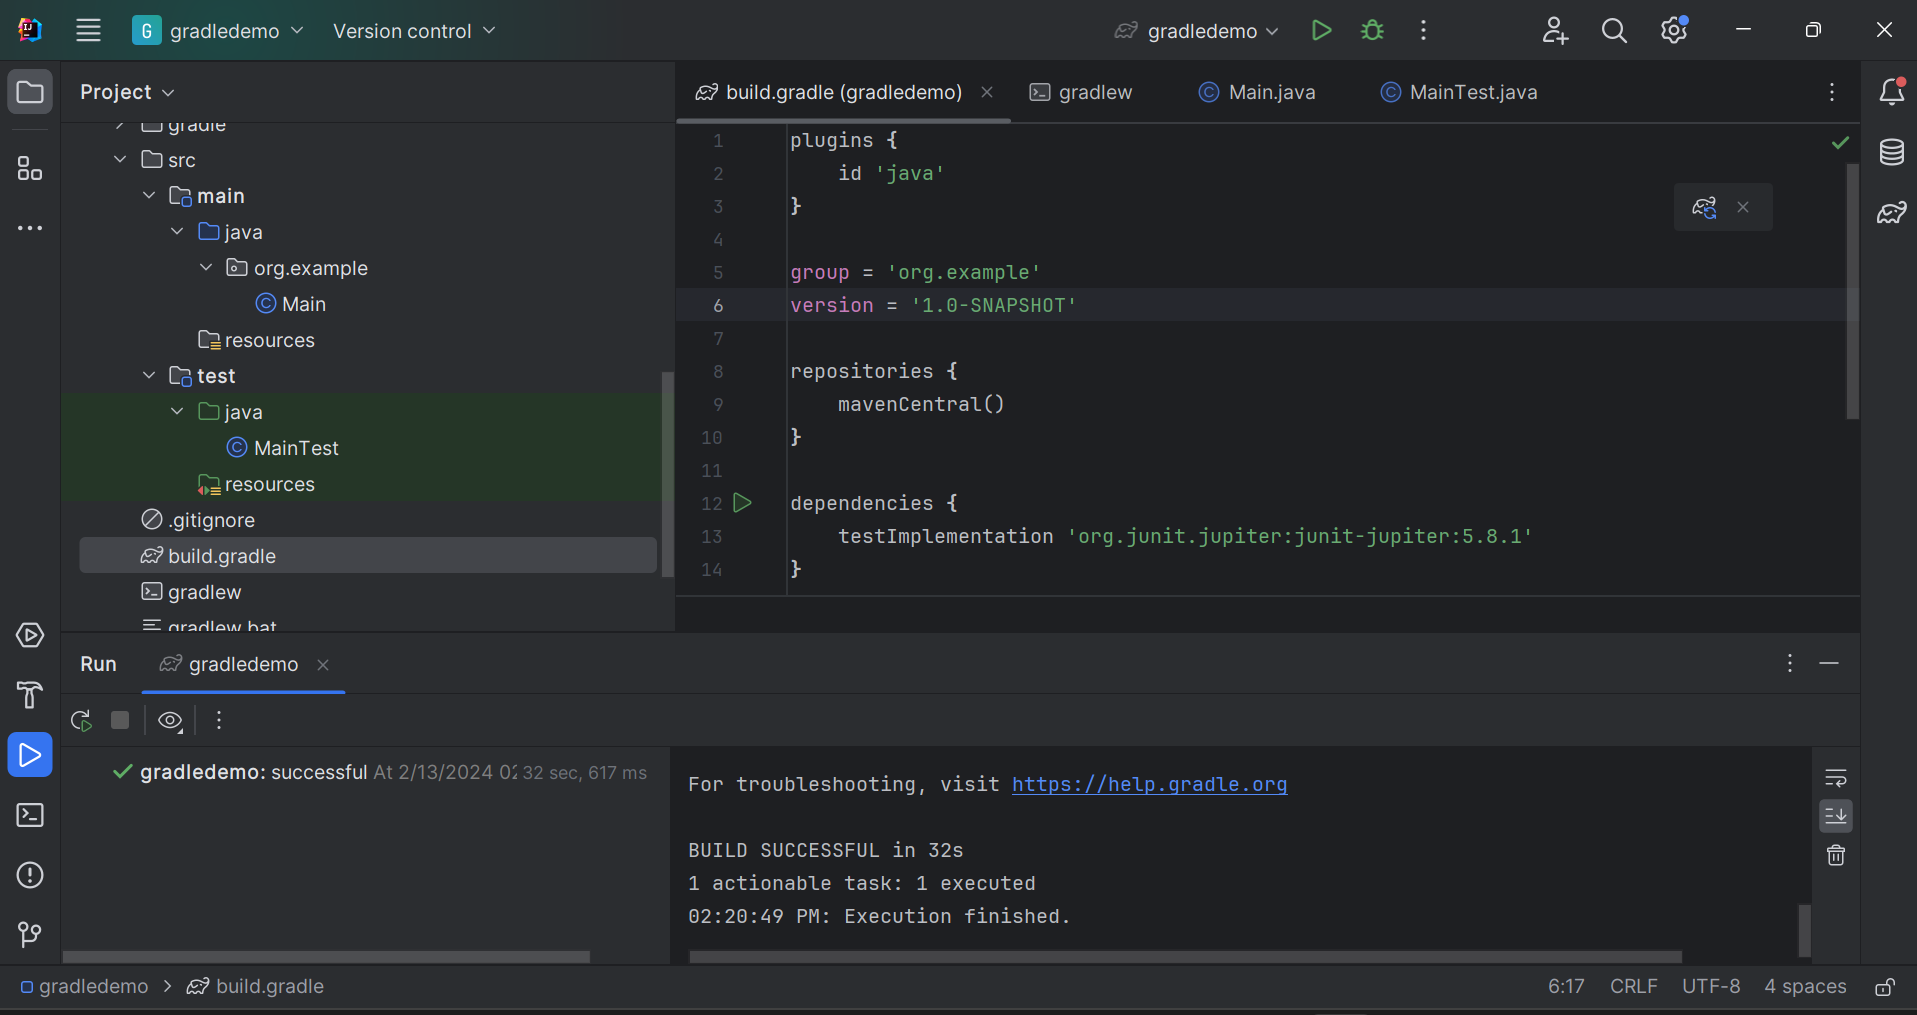 G gradledemo Version control gradledemo
Project
build.gradle (gradledemo) gradlew Main.java MainTest.java
gradle
src
main
java
org.example
Main
resources
test
java
MainTest
resources
.gitignore
build.gradle
gradlew
gradlew.bat
1 plugins {
2 id 'java'
3 }
4
5 group = 'org.example'
6 version = '1.0-SNAPSHOT'
7
8 repositories {
9 mavenCentral()
10 }
11
12 dependencies {
13 testImplementation 'org.junit.jupiter:junit-jupiter:5.8.1'
14 }
Run gradledemo
gradledemo: successful At 2/13/2024 02 32 sec, 617 ms
For troubleshooting, visit https://help.gradle.org
BUILD SUCCESSFUL in 32s
1 actionable task: 1 executed
02:20:49 PM: Execution finished.
gradledemo > build.gradle 6:17 CRLF UTF-8 4 spaces